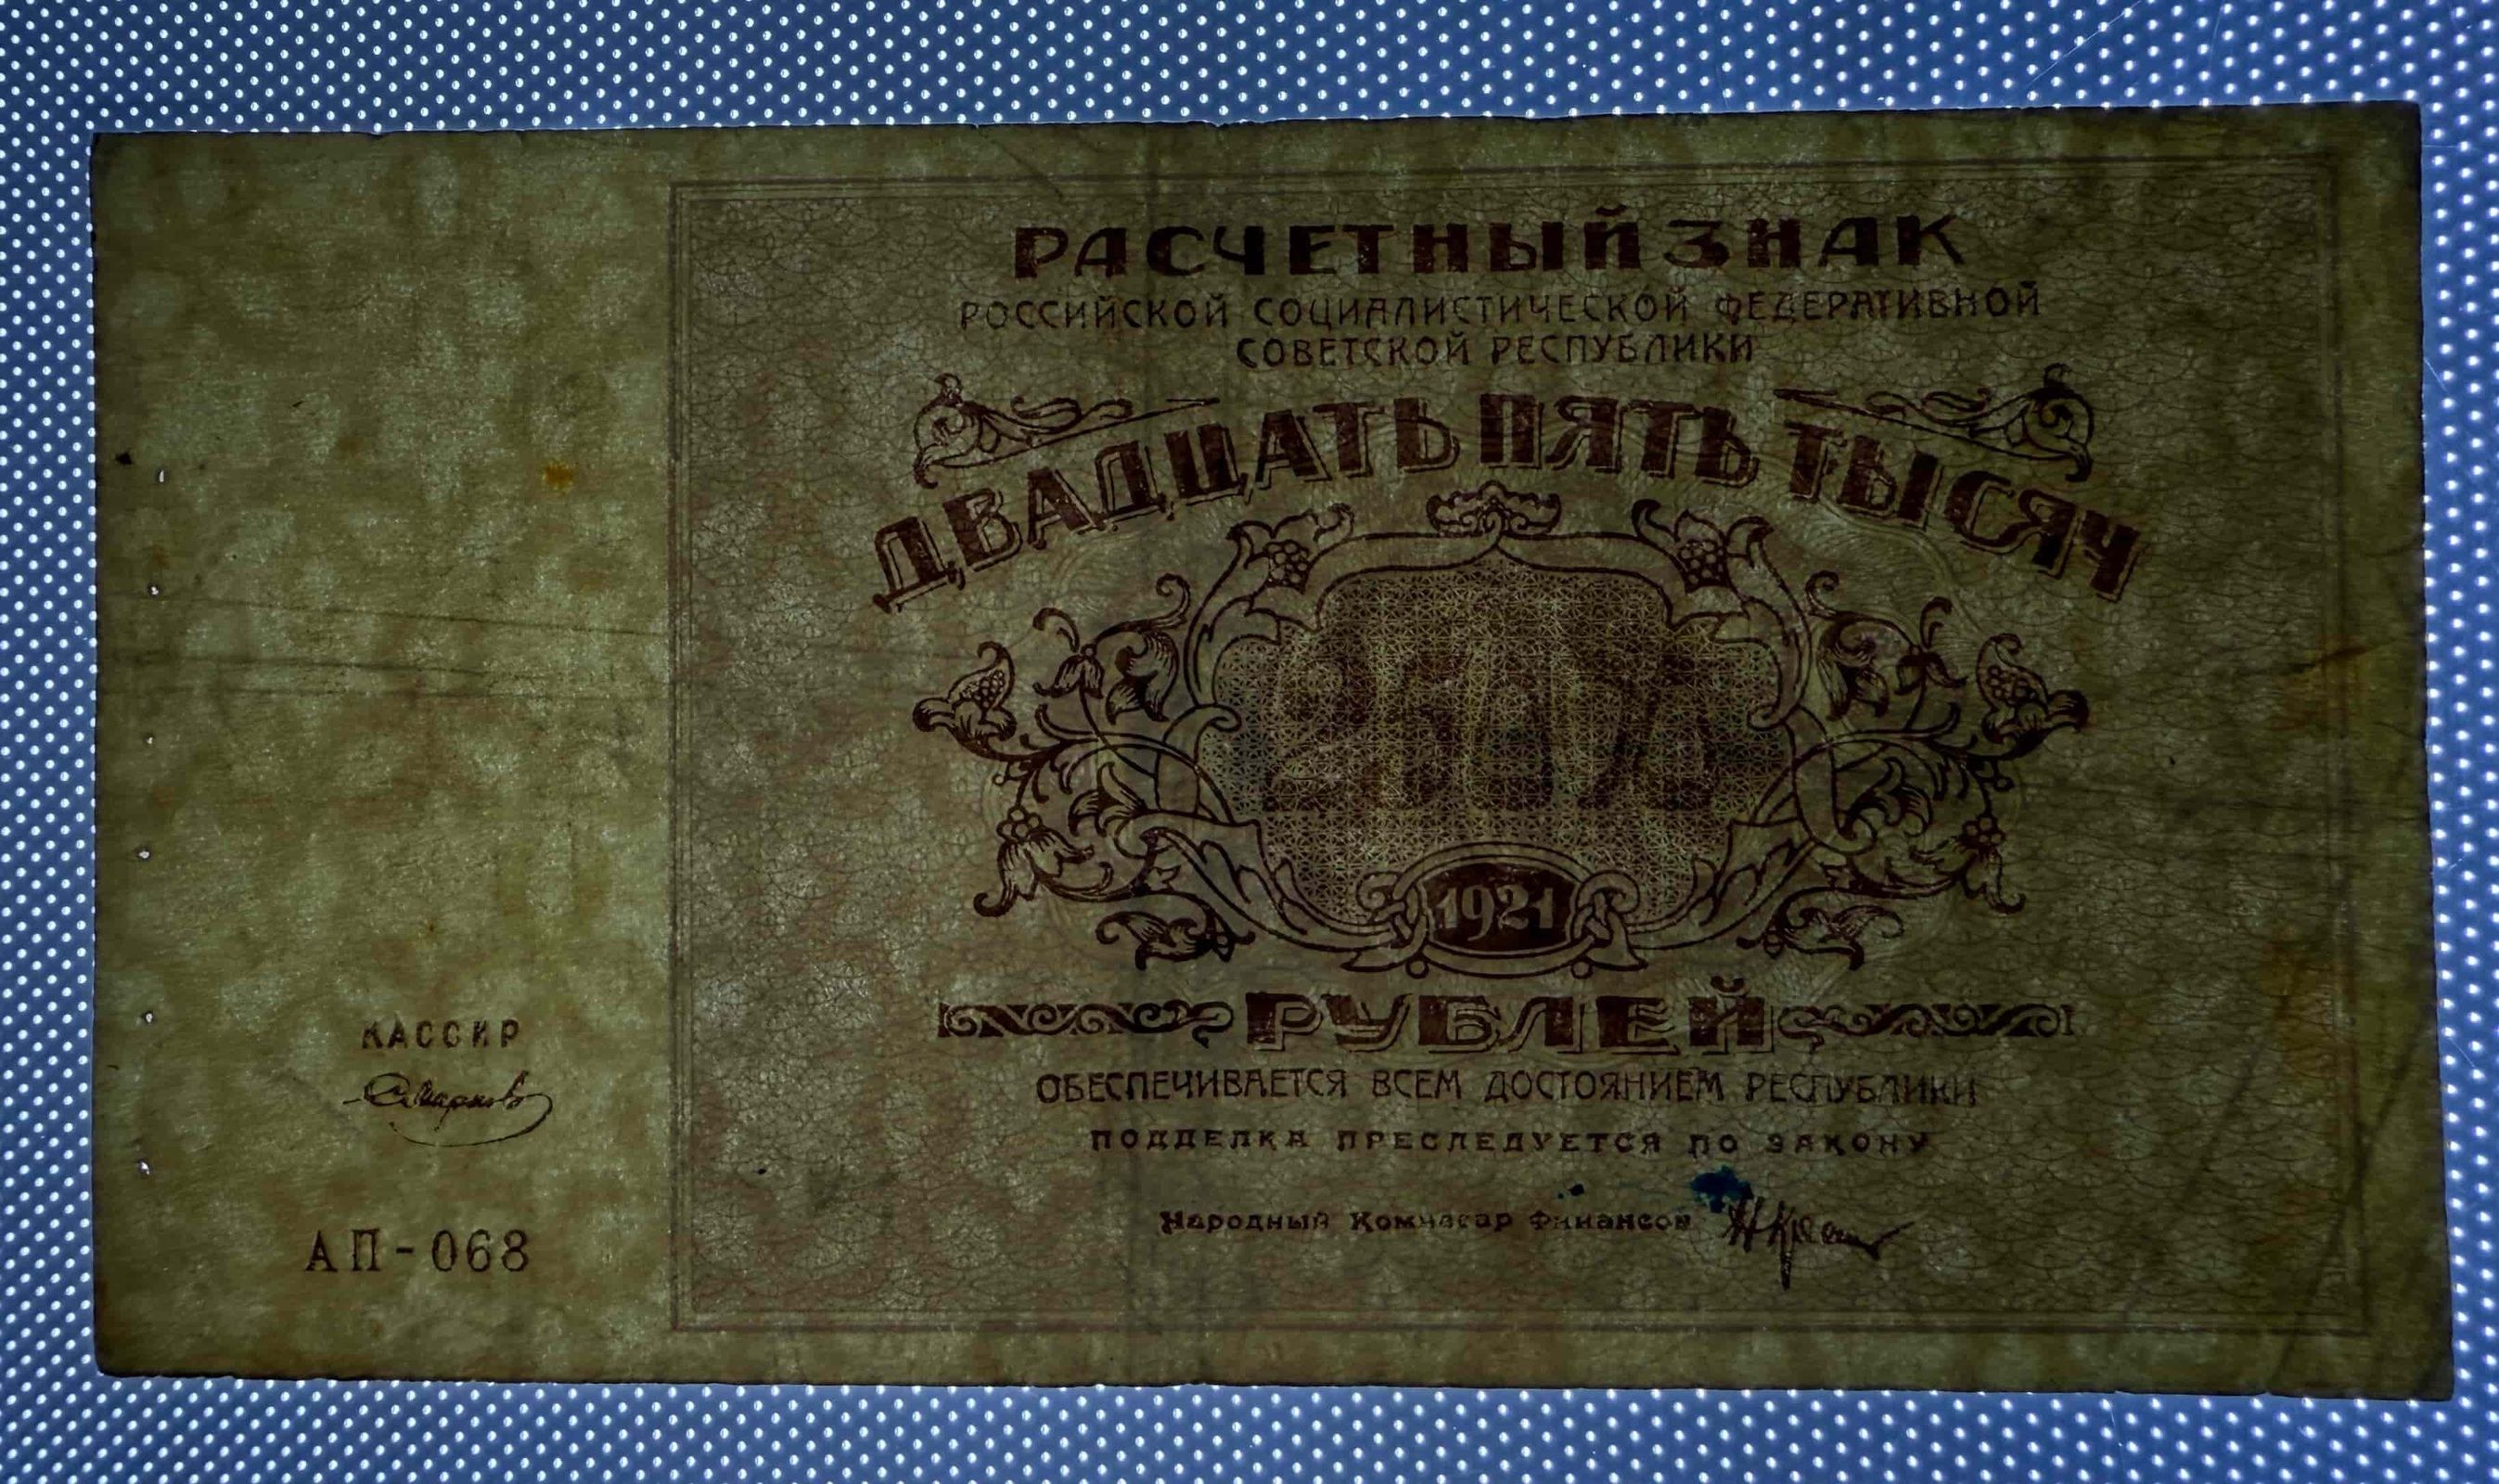 РАСЧЕТНЫЙ ЗНАК
РОССИЙСКОЙ СОЦИАЛИСТИЧЕСКОЙ ФЕДЕРАТИВНОЙ
СОВЕТСКОЙ РЕСПУБЛИКИ
ДВАДЦАТЬ ПЯТЬ ТЫСЯЧ
1921
РУБЛЕЙ
ОБЕСПЕЧИВАЕТСЯ ВСЕМ ДОСТОЯНИЕМ РЕСПУБЛИКИ
ПОДДЕЛКА ПРЕСЛЕДУЕТСЯ ПО ЗАКОНУ
Народный Комиссар Финансов
КАССИР
АП-068